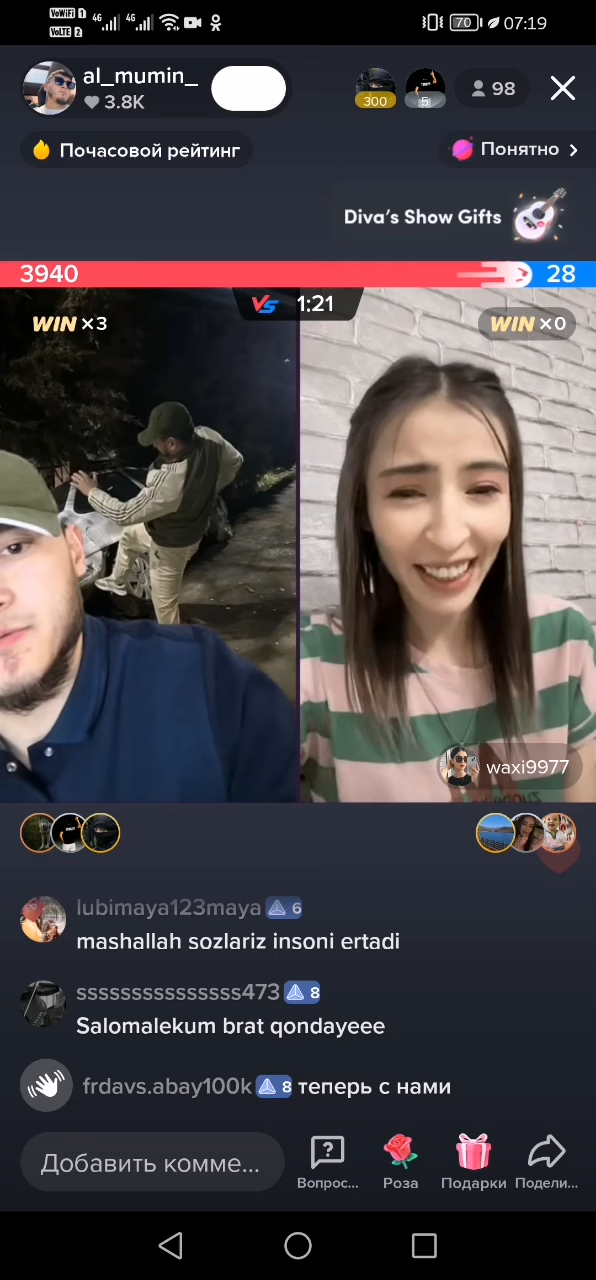 VoWiFi 1 4G 4G 70 07:19
VoLTE 2
al_mumin_
3.8K
300
5
98
Почасовой рейтинг
Понятно
Diva's Show Gifts
3940
28
VS 1:21
WIN ×3
WIN ×0
waxi9977
lubimaya123maya 6
mashallah sozlariz insoni ertadi
sssssssssssssss473 8
Salomalekum brat qondayeee
frdavs.abay100k 8 теперь с нами
Добавить комме...
Вопрос...
Роза
Подарки
Подели...